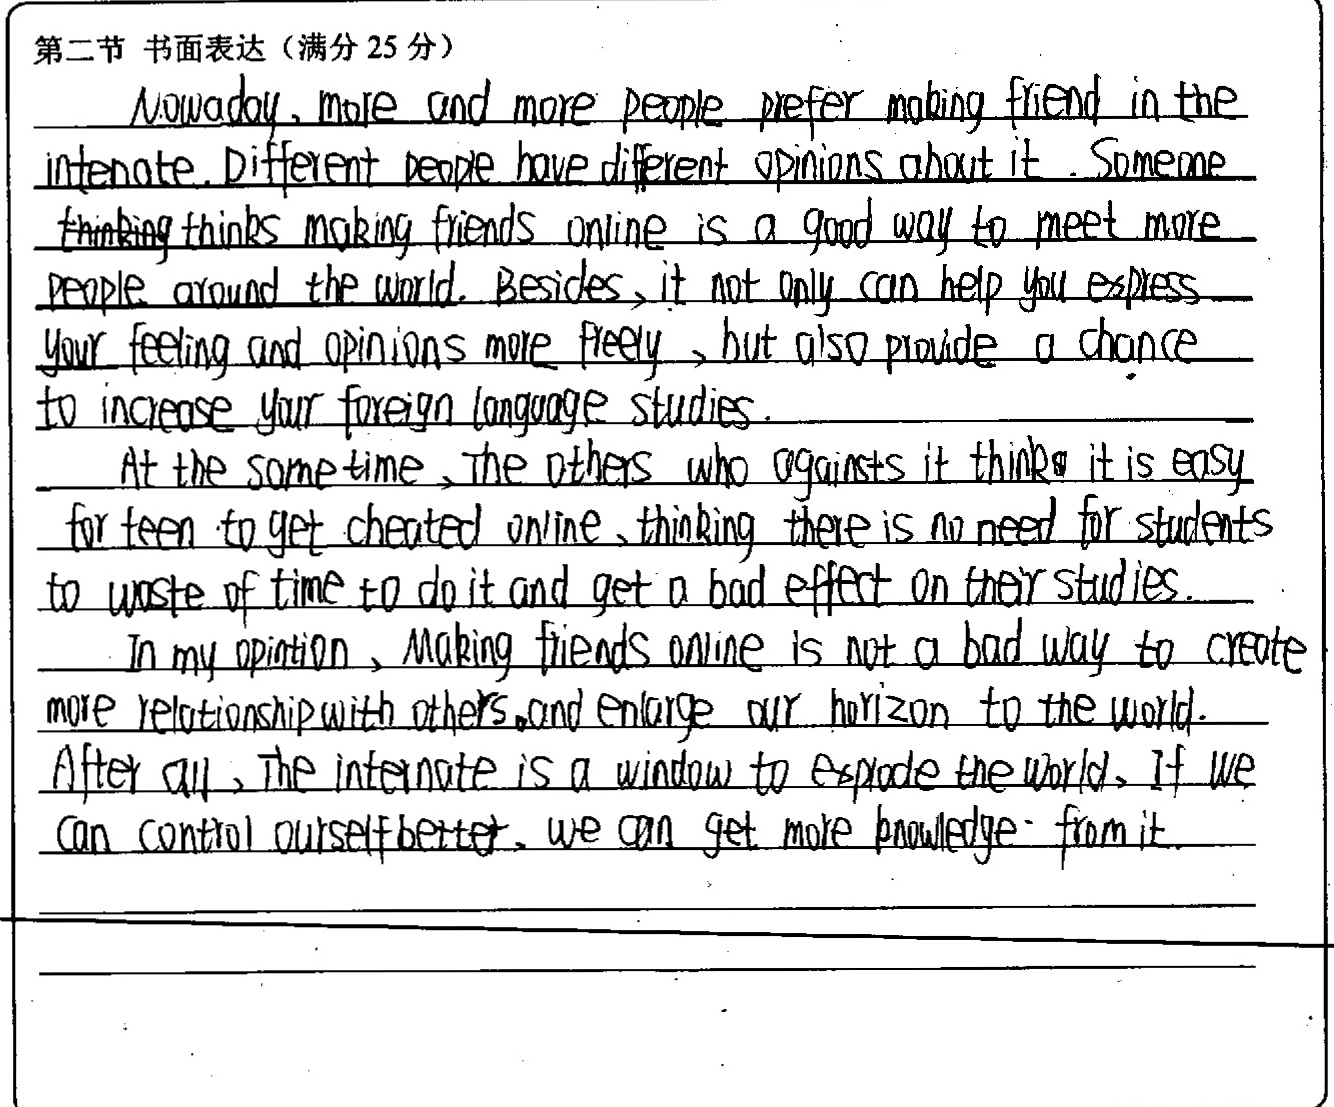 第二节 书面表达（满分 25 分）
Nowaday, more and more people prefer making friend in the
intenate. Different people have different opinions about it. Someone
thinking thinks making friends online is a good way to meet more
people around the world. Besides, it not only can help you express
your feeling and opinions more freely, but also provide a chance
to increase your foreign language studies.
At the same time, The others who againsts it thinks it is easy
for teen to get cheated online, thinking there is no need for students
to waste of time to do it and get a bad effect on their studies.
In my opintion, Making friends online is not a bad way to create
more relationship with others, and enlarge our horizon to the world.
After all, The internate is a window to explode the world, If we
can control ourself better, we can get more knowledge from it.